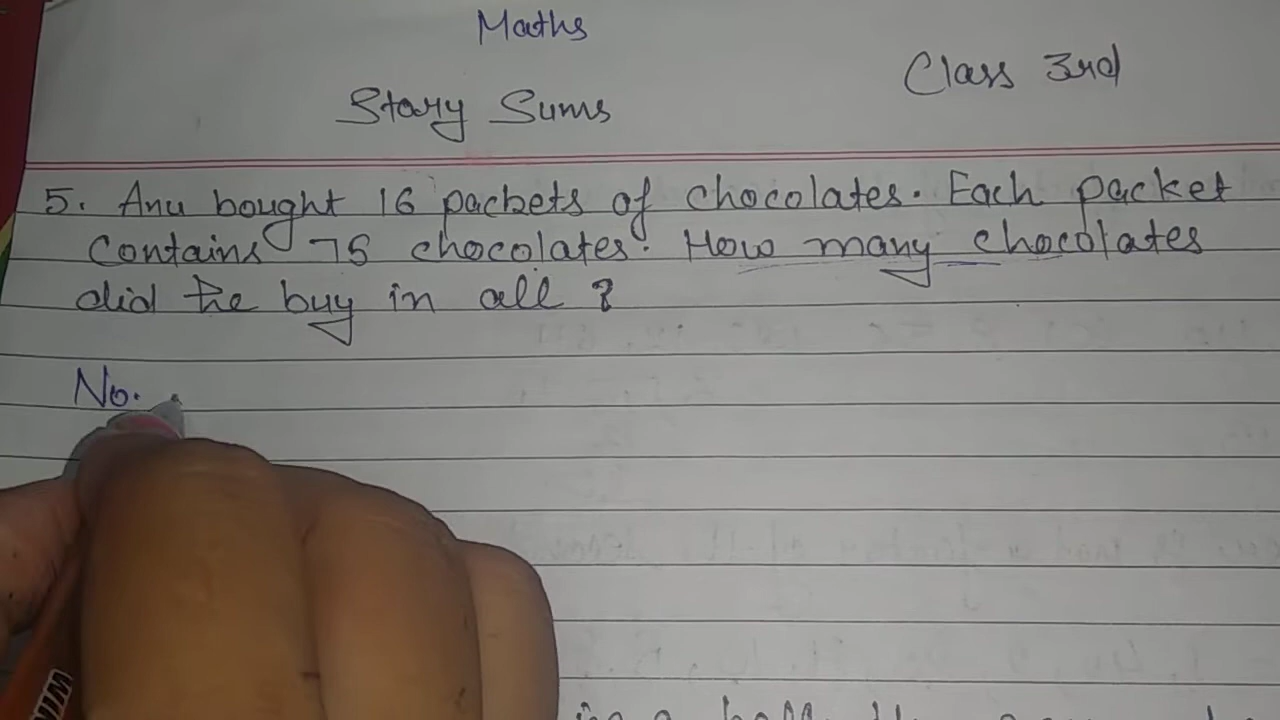 Maths
Class 3rd
Story Sums
5. Anu bought 16 packets of chocolates. Each packet
Contains 75 chocolates. How many chocolates
did he buy in all ?
No.